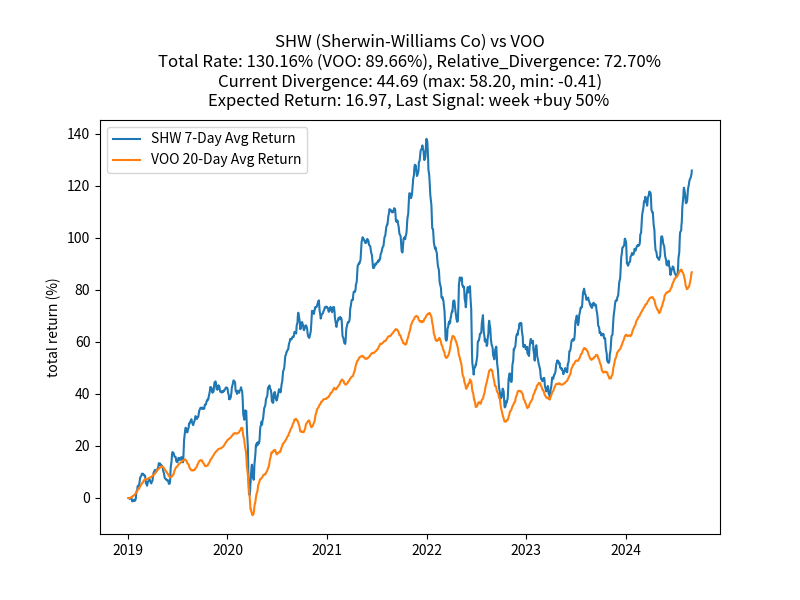 SHW (Sherwin-Williams Co) vs VOO
Total Rate: 130.16% (VOO: 89.66%), Relative_Divergence: 72.70%
Current Divergence: 44.69 (max: 58.20, min: -0.41)
Expected Return: 16.97, Last Signal: week +buy 50%
SHW 7-Day Avg Return
VOO 20-Day Avg Return
total return (%)
140
120
100
80
60
40
20
0
2019
2020
2021
2022
2023
2024